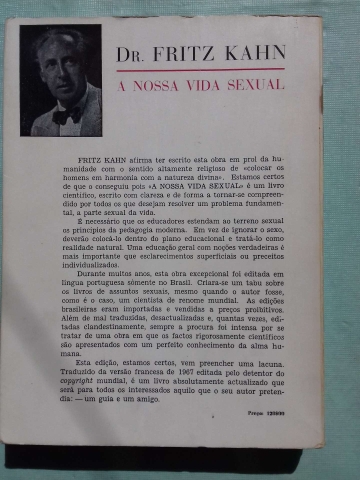 DR. FRITZ KAHN
A NOSSA VIDA SEXUAL
FRITZ KAHN afirma ter escrito esta obra em prol da hu-
manidade com o sentido altamente religioso de «colocar os
homens em harmonia com a natureza divina». Estamos certos
de que o conseguiu pois «A NOSSA VIDA SEXUAL» é um livro
científico, escrito com clareza e de forma a tornar-se compreen-
dido por todos os que desejam resolver um problema fundamen-
tal, a parte sexual da vida.
É necessário que os educadores estendam ao terreno sexual
os princípios da pedagogia moderna. Em vez de ignorar o sexo,
deverão colocá-lo dentro do plano educacional e tratá-lo como
realidade natural. Uma educação geral com noções verdadeiras é
mais importante que esclarecimentos superficiais ou preceitos
individualizados.
Durante muitos anos, esta obra excepcional foi editada em
língua portuguesa sòmente no Brasil. Criara-se um tabu sobre
os livros de assuntos sexuais, mesmo quando o autor fosse,
como é o caso, um cientista de renome mundial. As edições
brasileiras eram importadas e vendidas a preços proibitivos.
Além de mal traduzidas, desactualizadas e, quantas vezes, edi-
tadas clandestinamente, sempre a procura foi intensa por se
tratar de uma obra em que os factos rigorosamente científicos
são apresentados com um perfeito conhecimento da alma hu-
mana.
Esta edição, estamos certos, vem preencher uma lacuna.
Traduzido da versão francesa de 1967 editada pelo detentor do
copyright mundial, é um livro absolutamente actualizado que
será para todos os interessados aquilo que o seu autor preten-
dia: — um guia e um amigo.
Preço: